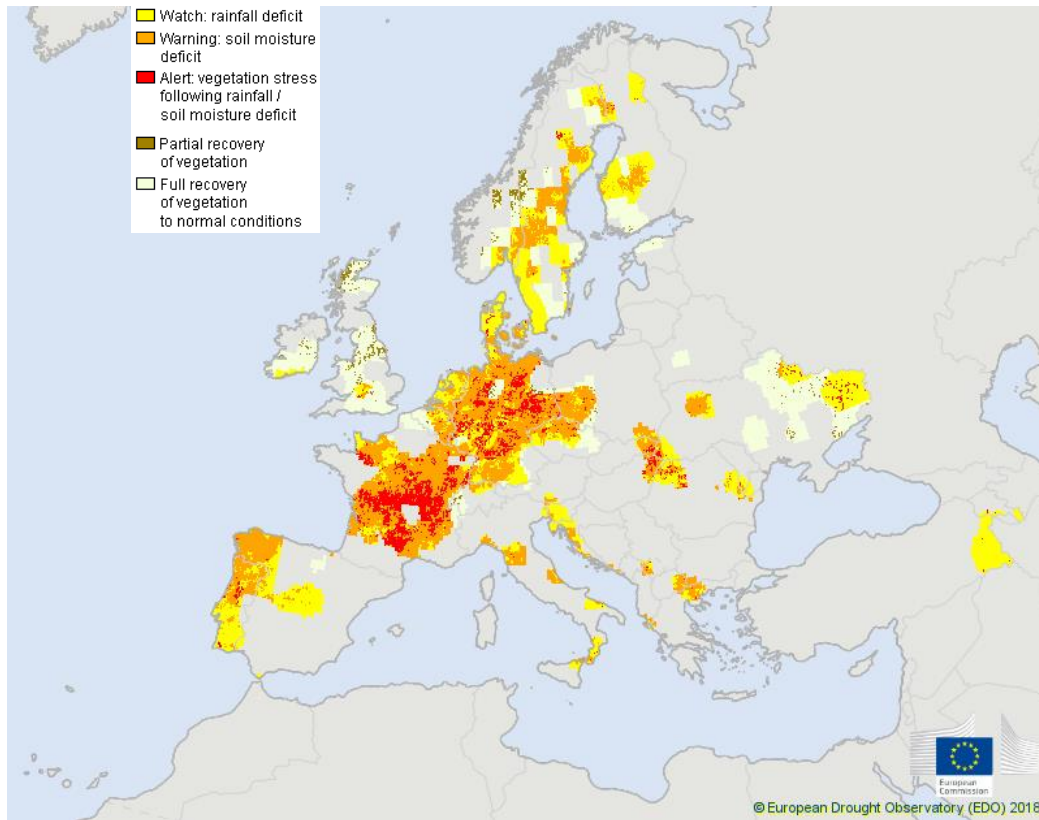 Watch: rainfall deficit
Warning: soil moisture
deficit
Alert: vegetation stress
following rainfall /
soil moisture deficit
Partial recovery
of vegetation
Full recovery
of vegetation
to normal conditions
European
Commission
© European Drought Observatory (EDO) 2018